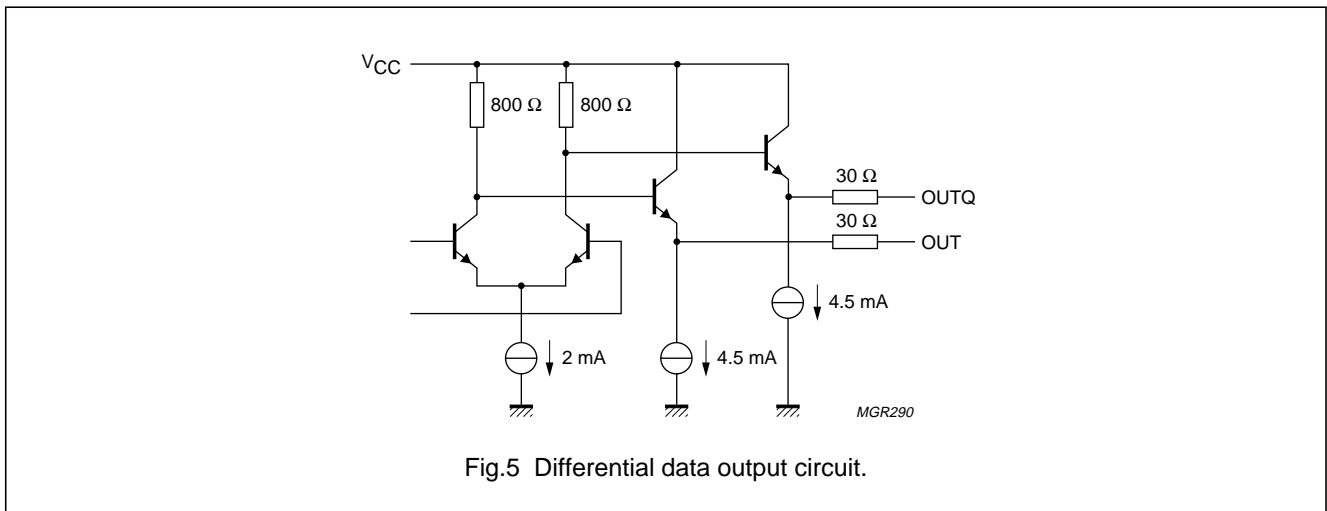 VCC
800 Ω 800 Ω
30 Ω
OUTQ
30 Ω
OUT
4.5 mA
2 mA 4.5 mA
MGR290
Fig.5 Differential data output circuit.